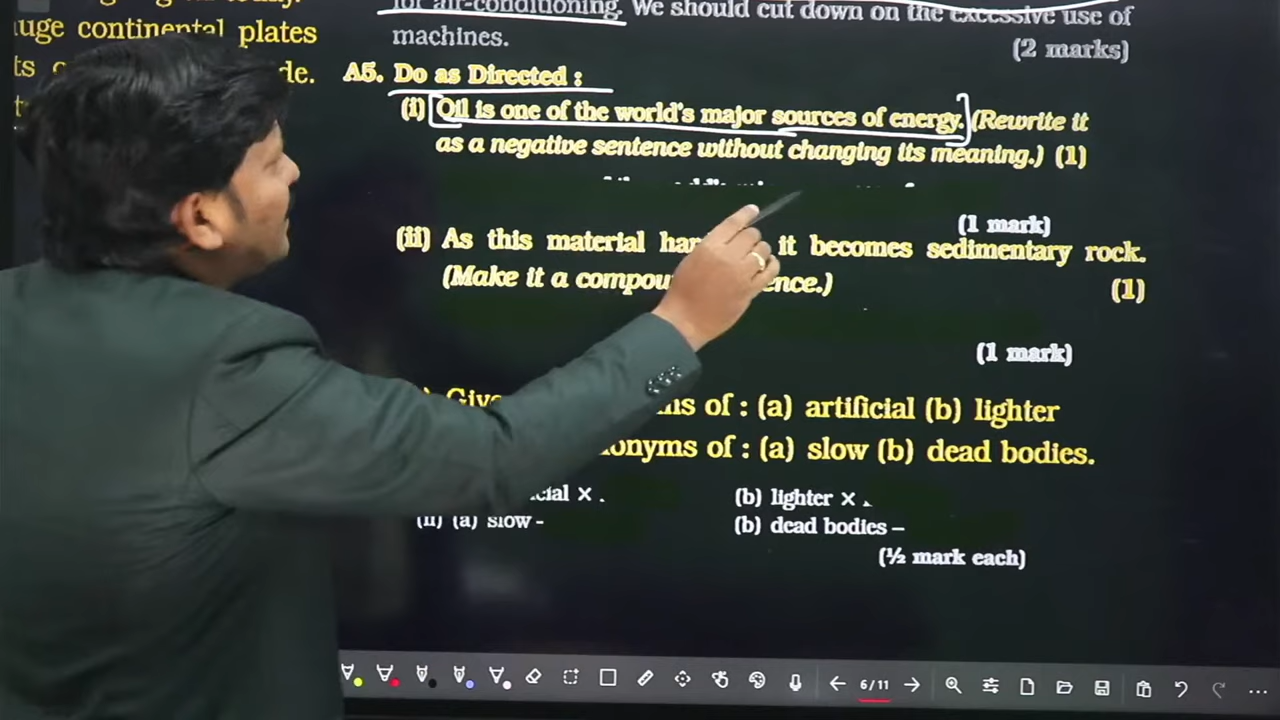 huge continental plates
de.
for air-conditioning. We should cut down on the excessive use of
machines.
(2 marks)
A5. Do as Directed :
(i) Oil is one of the world's major sources of energy. (Rewrite it
as a negative sentence without changing its meaning.) (1)
(1 mark)
(ii) As this material har it becomes sedimentary rock.
(Make it a compou ence.) (1)
(1 mark)
Give ms of : (a) artificial (b) lighter
onyms of : (a) slow (b) dead bodies.
cial × . (b) lighter × .
(ii) (a) slow - (b) dead bodies –
(½ mark each)
6/11